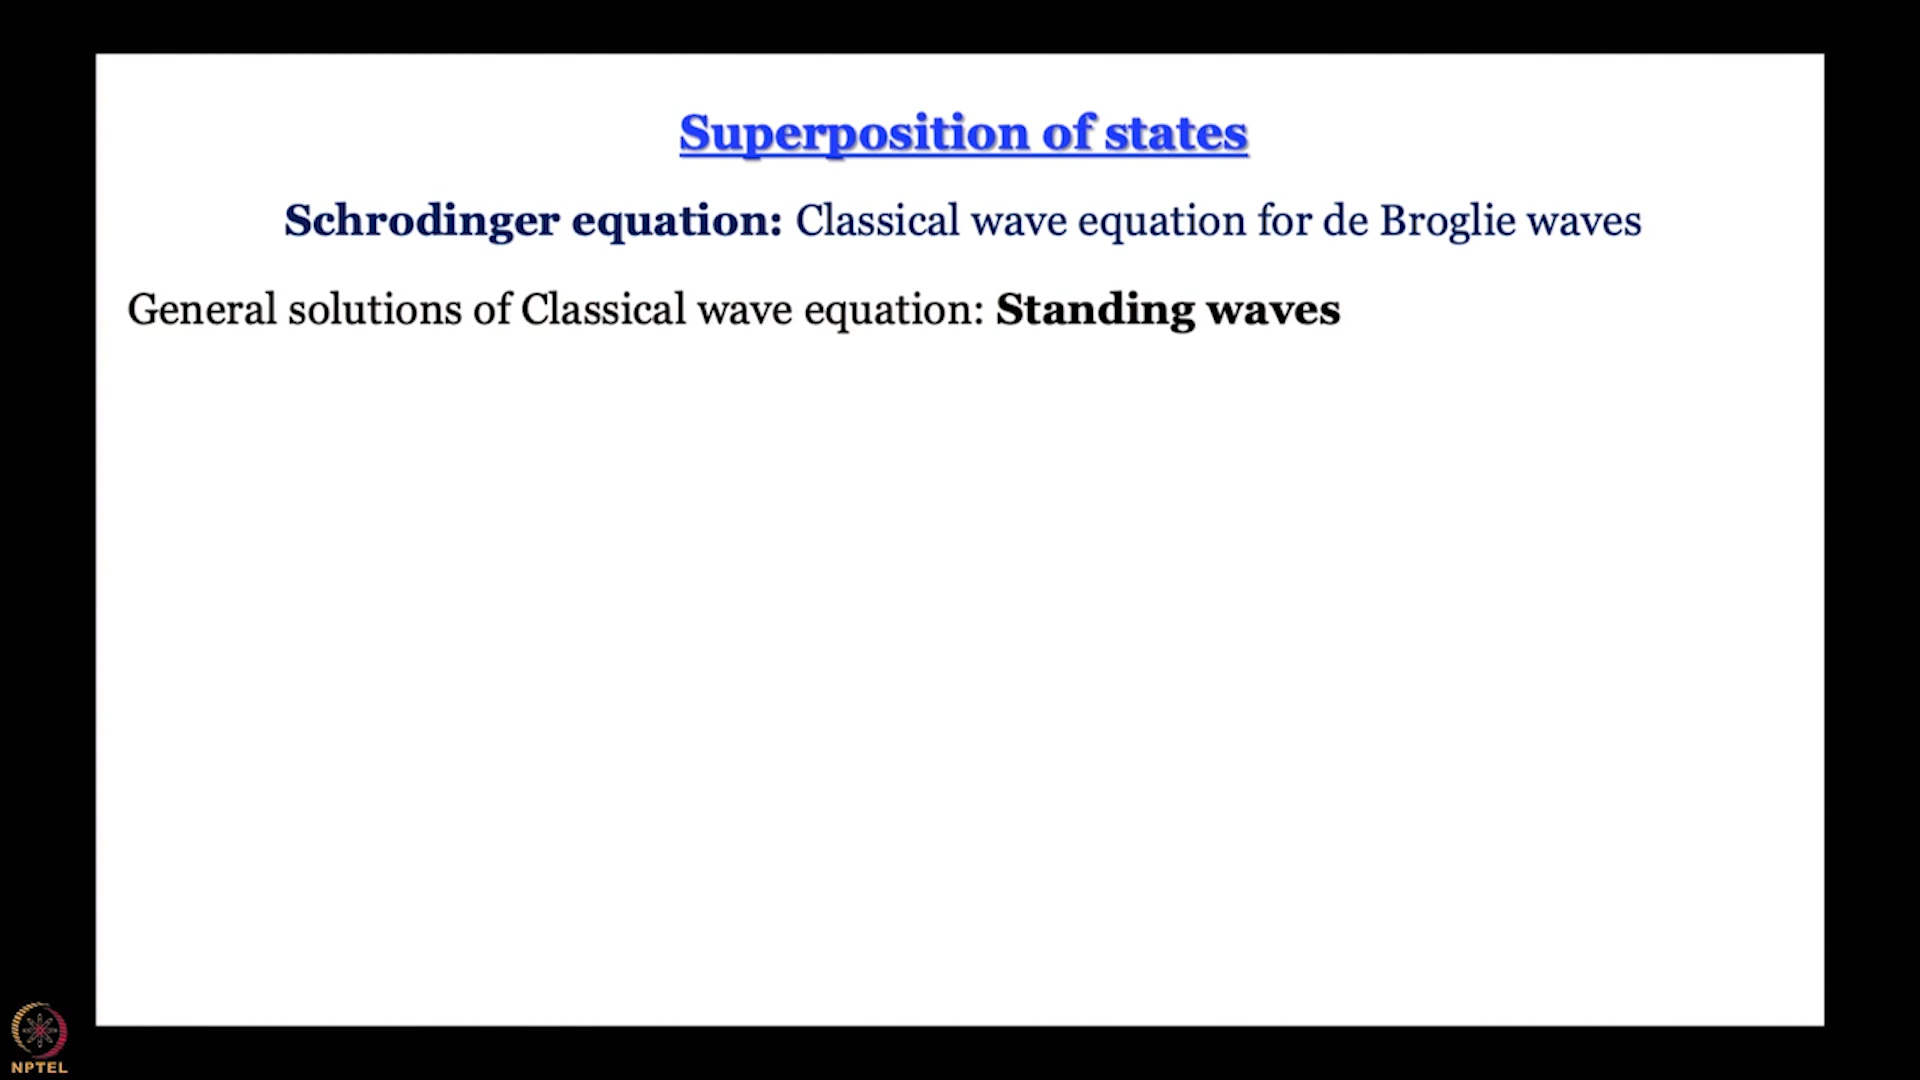 Superposition of states
Schrodinger equation: Classical wave equation for de Broglie waves
General solutions of Classical wave equation: Standing waves
NPTEL